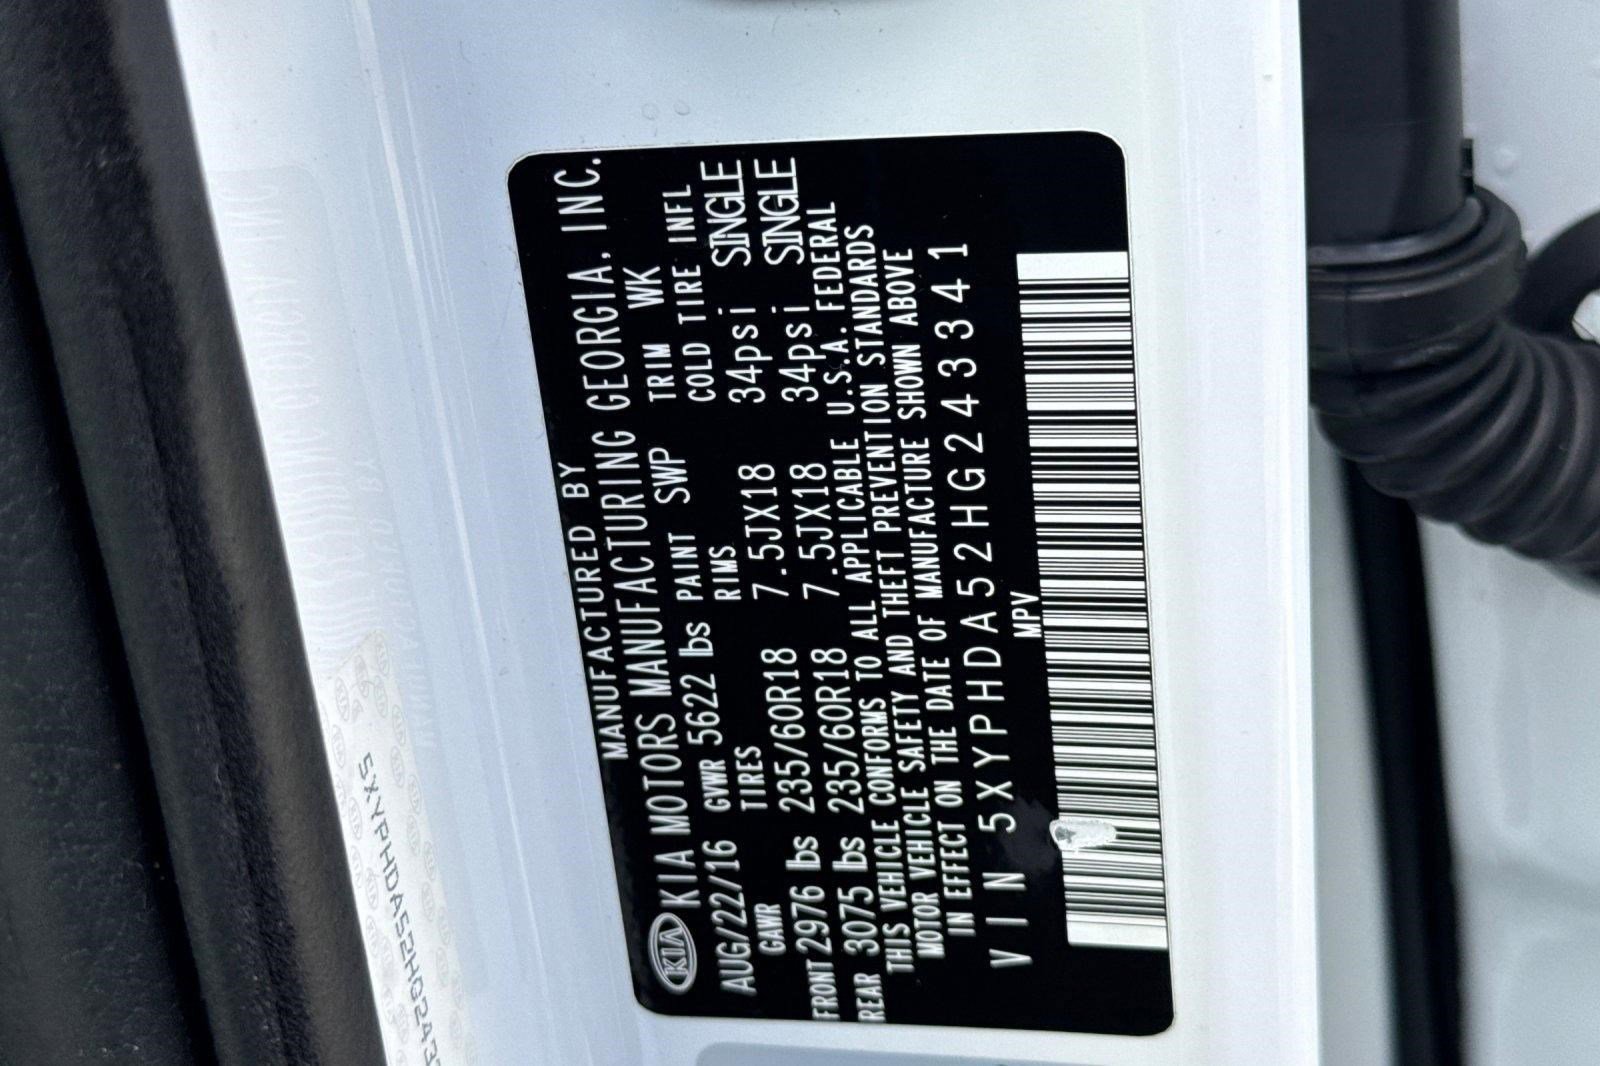 MANUFACTURED BY
KIA KIA MOTORS MANUFACTURING GEORGIA, INC.
AUG/22/16 GVWR 5622 lbs PAINT SWP TRIM WK
GAWR TIRES RIMS COLD TIRE INFL
FRONT 2976 lbs 235/60R18 7.5JX18 34psi SINGLE
REAR 3075 lbs 235/60R18 7.5JX18 34psi SINGLE
THIS VEHICLE CONFORMS TO ALL APPLICABLE U.S.A. FEDERAL
MOTOR VEHICLE SAFETY AND THEFT PREVENTION STANDARDS
IN EFFECT ON THE DATE OF MANUFACTURE SHOWN ABOVE
VIN 5XYPHDA52HG243341
MPV
5XYPHDA52HG243